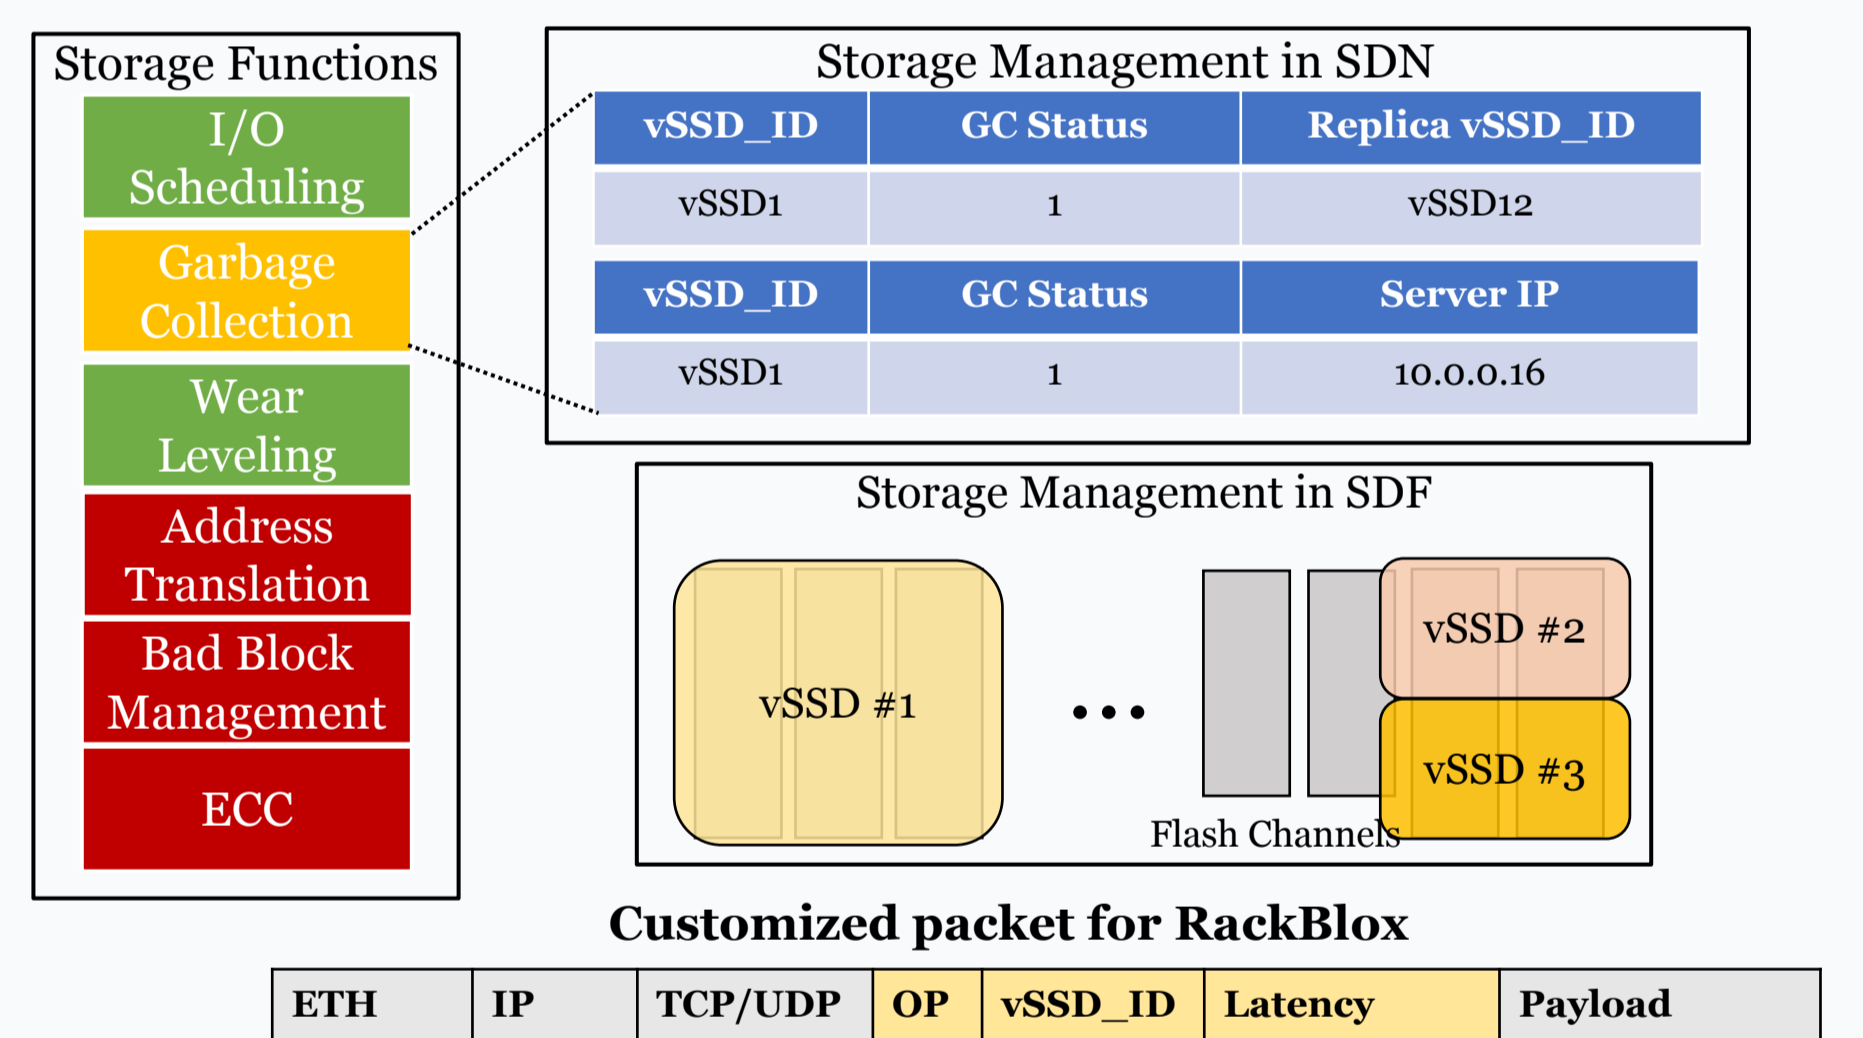 Storage Functions
I/O
Scheduling
Garbage
Collection
Wear
Leveling
Address
Translation
Bad Block
Management
ECC
Storage Management in SDN
vSSD_ID GC Status Replica vSSD_ID
vSSD1 1 vSSD12
vSSD_ID GC Status Server IP
vSSD1 1 10.0.0.16
Storage Management in SDF
vSSD #1
...
vSSD #2
vSSD #3
Flash Channels
Customized packet for RackBlox
ETH IP TCP/UDP OP vSSD_ID Latency Payload